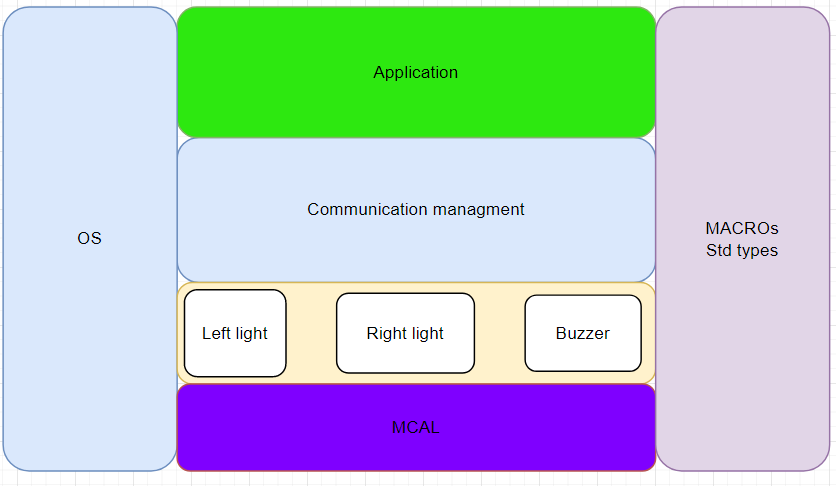 Application
Communication managment
OS
MACROs
Std types
Left light
Right light
Buzzer
MCAL